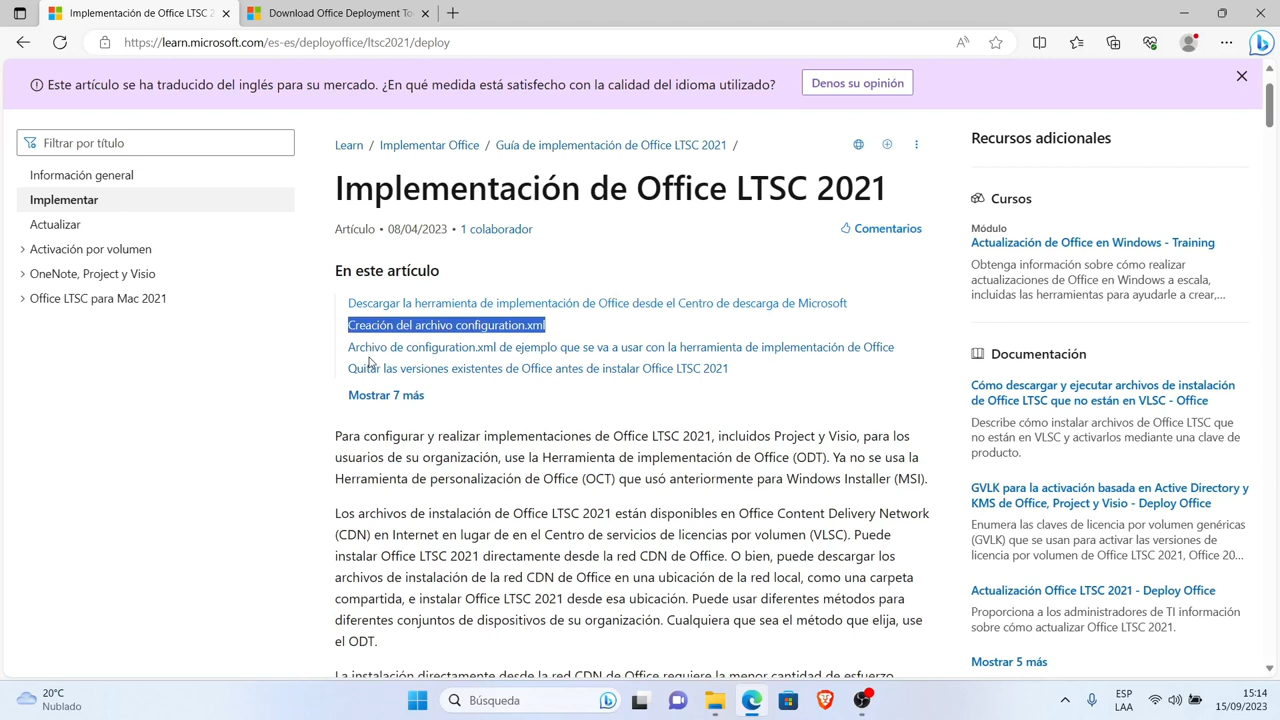 Implementación de Office LTSC 2
Download Office Deployment To
https://learn.microsoft.com/es-es/deployoffice/ltsc2021/deploy
Este artículo se ha traducido del inglés para su mercado. ¿En qué medida está satisfecho con la calidad del idioma utilizado?
Denos su opinión
Filtrar por título
Información general
Implementar
Actualizar
Activación por volumen
OneNote, Project y Visio
Office LTSC para Mac 2021
Learn / Implementar Office / Guía de implementación de Office LTSC 2021 /
Implementación de Office LTSC 2021
Artículo • 08/04/2023 • 1 colaborador
Comentarios
En este artículo
Descargar la herramienta de implementación de Office desde el Centro de descarga de Microsoft
Creación del archivo configuration.xml
Archivo de configuration.xml de ejemplo que se va a usar con la herramienta de implementación de Office
Quitar las versiones existentes de Office antes de instalar Office LTSC 2021
Mostrar 7 más
Para configurar y realizar implementaciones de Office LTSC 2021, incluidos Project y Visio, para los
usuarios de su organización, use la Herramienta de implementación de Office (ODT). Ya no se usa la
Herramienta de personalización de Office (OCT) que usó anteriormente para Windows Installer (MSI).
Los archivos de instalación de Office LTSC 2021 están disponibles en Office Content Delivery Network
(CDN) en Internet en lugar de en el Centro de servicios de licencias por volumen (VLSC). Puede
instalar Office LTSC 2021 directamente desde la red CDN de Office. O bien, puede descargar los
archivos de instalación de la red CDN de Office en una ubicación de la red local, como una carpeta
compartida, e instalar Office LTSC 2021 desde esa ubicación. Puede usar diferentes métodos para
diferentes conjuntos de dispositivos de su organización. Cualquiera que sea el método que elija, use
el ODT.
La instalación directamente desde la red CDN de Office requiere la menor cantidad de esfuerzo
Recursos adicionales
Cursos
Módulo
Actualización de Office en Windows - Training
Obtenga información sobre cómo realizar
actualizaciones de Office en Windows a escala,
incluidas las herramientas para ayudarle a crear,...
Documentación
Cómo descargar y ejecutar archivos de instalación
de Office LTSC que no están en VLSC - Office
Describe cómo instalar archivos de Office LTSC que
no están en VLSC y activarlos mediante una clave de
producto.
GVLK para la activación basada en Active Directory y
KMS de Office, Project y Visio - Deploy Office
Enumera las claves de licencia por volumen genéricas
(GVLK) que se usan para activar las versiones de
licencia por volumen de Office LTSC 2021, Office 20...
Actualización Office LTSC 2021 - Deploy Office
Proporciona a los administradores de TI información
sobre cómo actualizar Office LTSC 2021.
Mostrar 5 más
20°C
Nublado
Búsqueda
ESP
LAA
15:14
15/09/2023